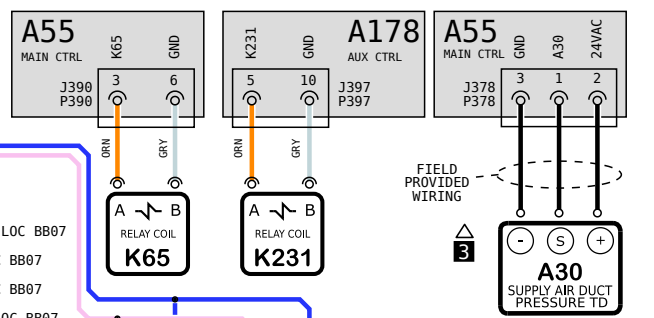 A55
MAIN CTRL
K65
GND
J390
P390
3
6
ORN
GRY
A
B
RELAY COIL
K65
A178
AUX CTRL
K231
GND
5
10
J397
P397
ORN
GRY
A
B
RELAY COIL
K231
A55
MAIN CTRL
GND
A30
24VAC
J378
P378
3
1
2
FIELD
PROVIDED
WIRING
3
-
S
+
A30
SUPPLY AIR DUCT
PRESSURE TD
LOC BB07
BB07
BB07
OC BB07